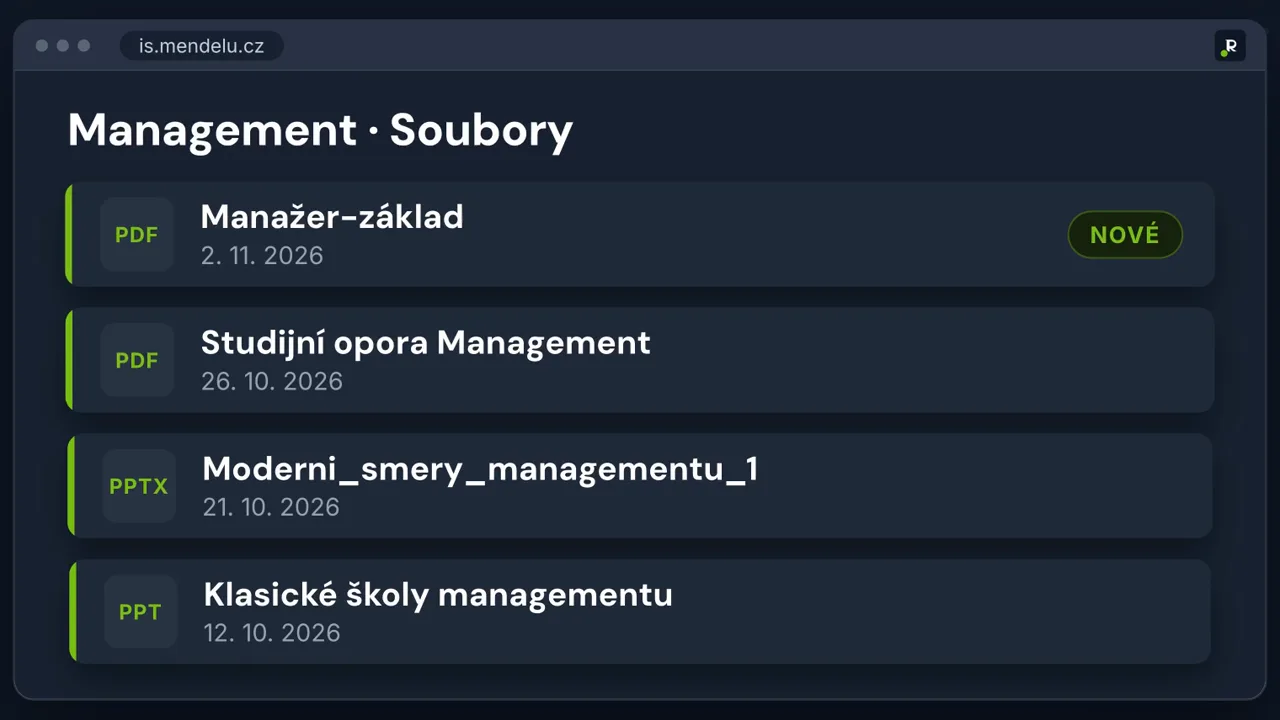 is.mendelu.cz
R
Management · Soubory
PDF
Manažer-základ
2. 11. 2026
NOVÉ
PDF
Studijní opora Management
26. 10. 2026
PPTX
Moderni_smery_managementu_1
21. 10. 2026
PPT
Klasické školy managementu
12. 10. 2026